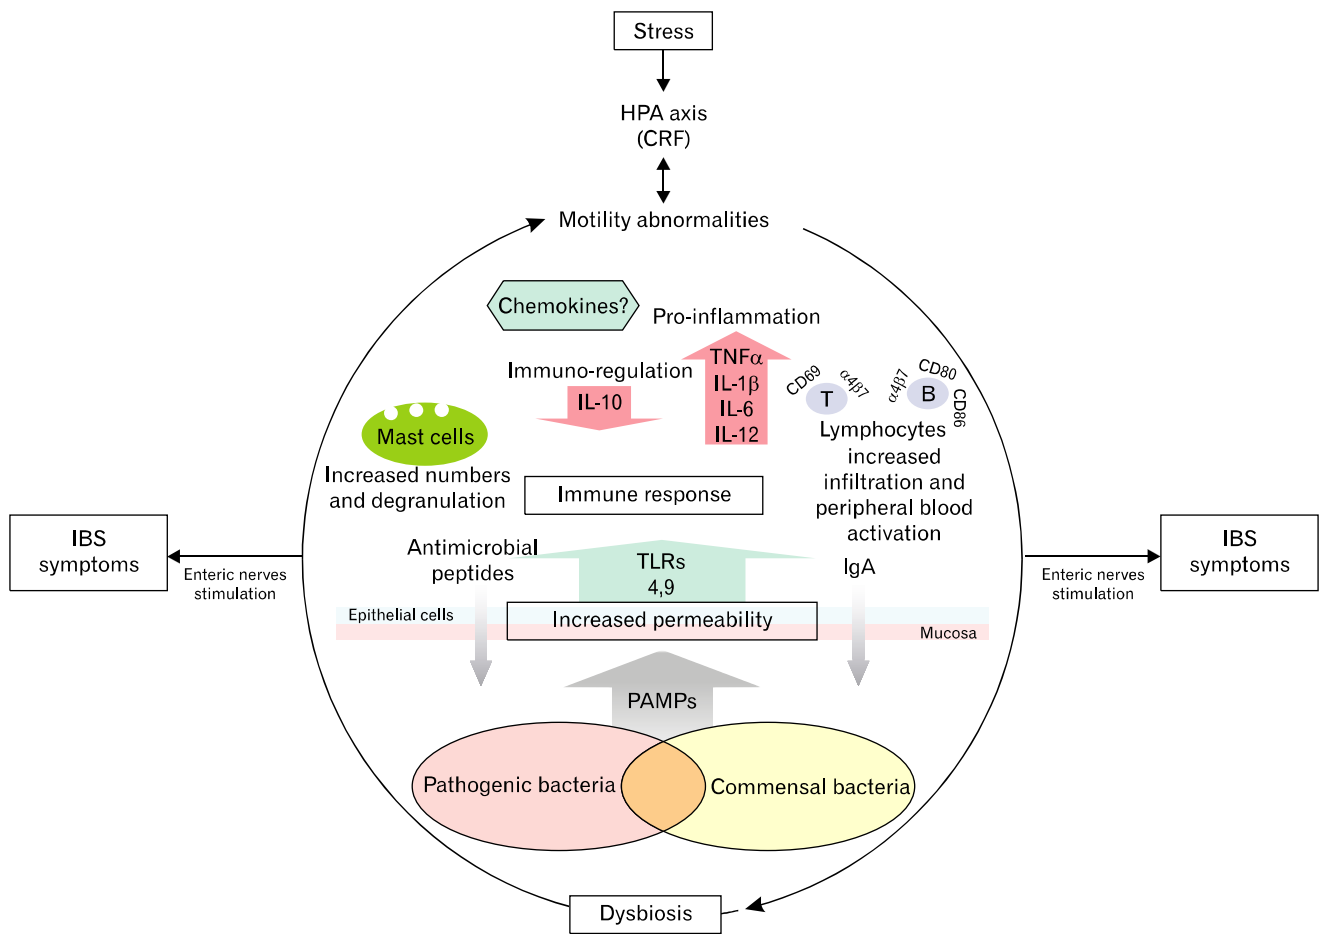 Stress
HPA axis
(CRF)
Motility abnormalities
Chemokines?
Pro-inflammation
TNFα
IL-1β
IL-6
IL-12
Immuno-regulation
IL-10
CD69
α4β7
T
α4β7
CD80
CD86
B
Lymphocytes
increased
infiltration and
peripheral blood
activation
Mast cells
Increased numbers
and degranulation
Immune response
IBS
symptoms
Enteric nerves
stimulation
IBS
symptoms
Enteric nerves
stimulation
Antimicrobial
peptides
TLRs
4,9
IgA
Epithelial cells
Increased permeability
Mucosa
PAMPs
Pathogenic bacteria
Commensal bacteria
Dysbiosis